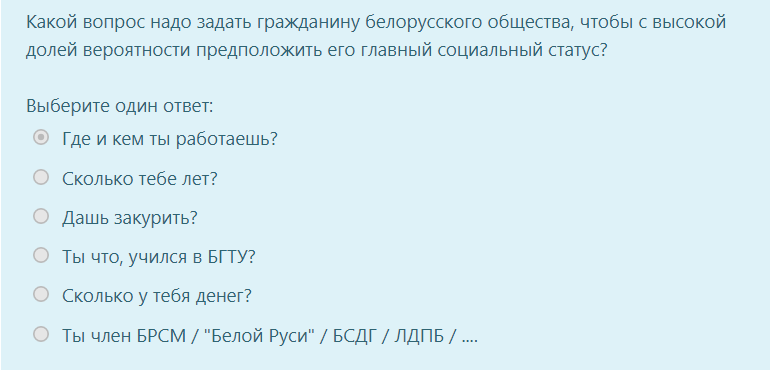 Какой вопрос надо задать гражданину белорусского общества, чтобы с высокой
долей вероятности предположить его главный социальный статус?
Выберите один ответ:
Где и кем ты работаешь?
Сколько тебе лет?
Дашь закурить?
Ты что, учился в БГТУ?
Сколько у тебя денег?
Ты член БРСМ / "Белой Руси" / БСДГ / ЛДПБ / ....